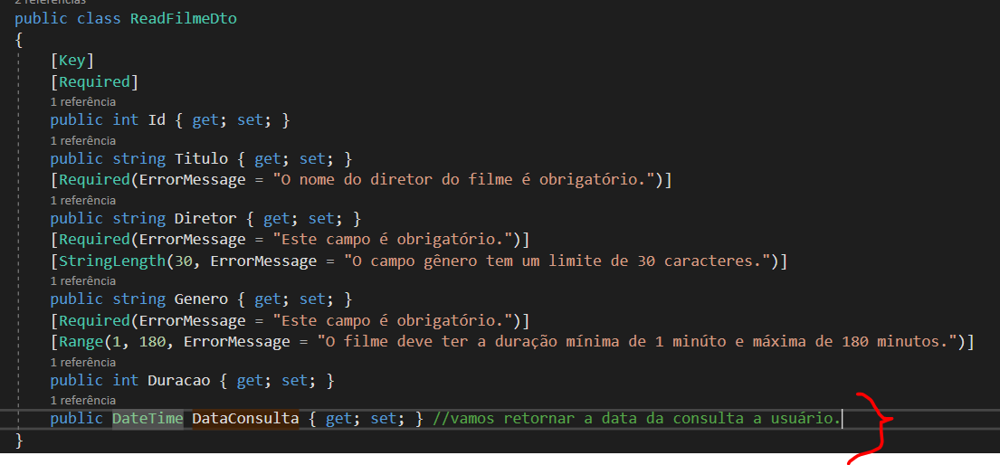 2 referências
public class ReadFilmeDto
{
[Key]
[Required]
1 referência
public int Id { get; set; }
1 referência
public string Titulo { get; set; }
[Required(ErrorMessage = "O nome do diretor do filme é obrigatório.")]
1 referência
public string Diretor { get; set; }
[Required(ErrorMessage = "Este campo é obrigatório.")]
[StringLength(30, ErrorMessage = "O campo gênero tem um limite de 30 caracteres.")]
1 referência
public string Genero { get; set; }
[Required(ErrorMessage = "Este campo é obrigatório.")]
[Range(1, 180, ErrorMessage = "O filme deve ter a duração mínima de 1 minúto e máxima de 180 minutos.")]
1 referência
public int Duracao { get; set; }
1 referência
public DateTime DataConsulta { get; set; } //vamos retornar a data da consulta a usuário.
}